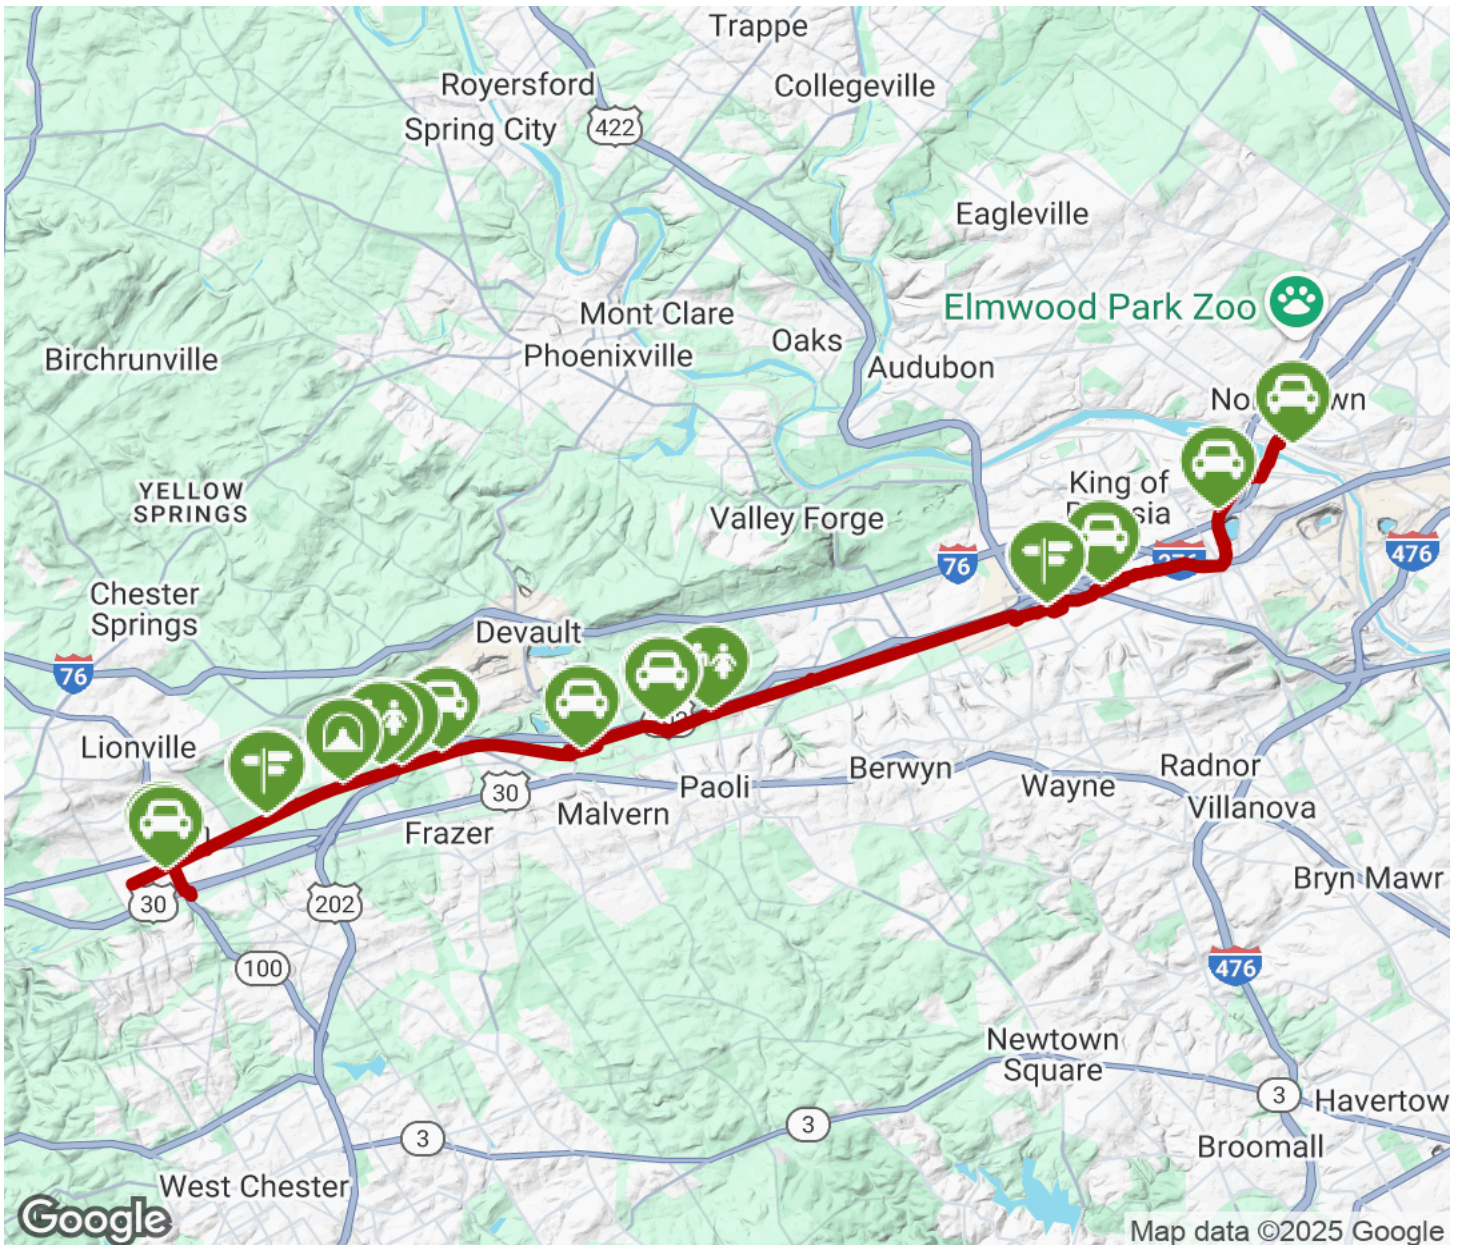 Trappe
Royersford
Collegeville
422
Spring City
Eagleville
Elmwood Park Zoo
Mont Clare
Oaks
Birchrunville
Phoenixville
Audubon
King of
YELLOW
SPRINGS
Valley Forge
76
476
Chester
Springs
Devault
76
Lionville
30
Paoli
Berwyn
Wayne
Radnor
Villanova
Malvern
Frazer
30
202
Bryn Mawr
100
476
Newtown
Square
3
Havertow
3
3
Broomall
West Chester
Google
Map data ©2025 Google